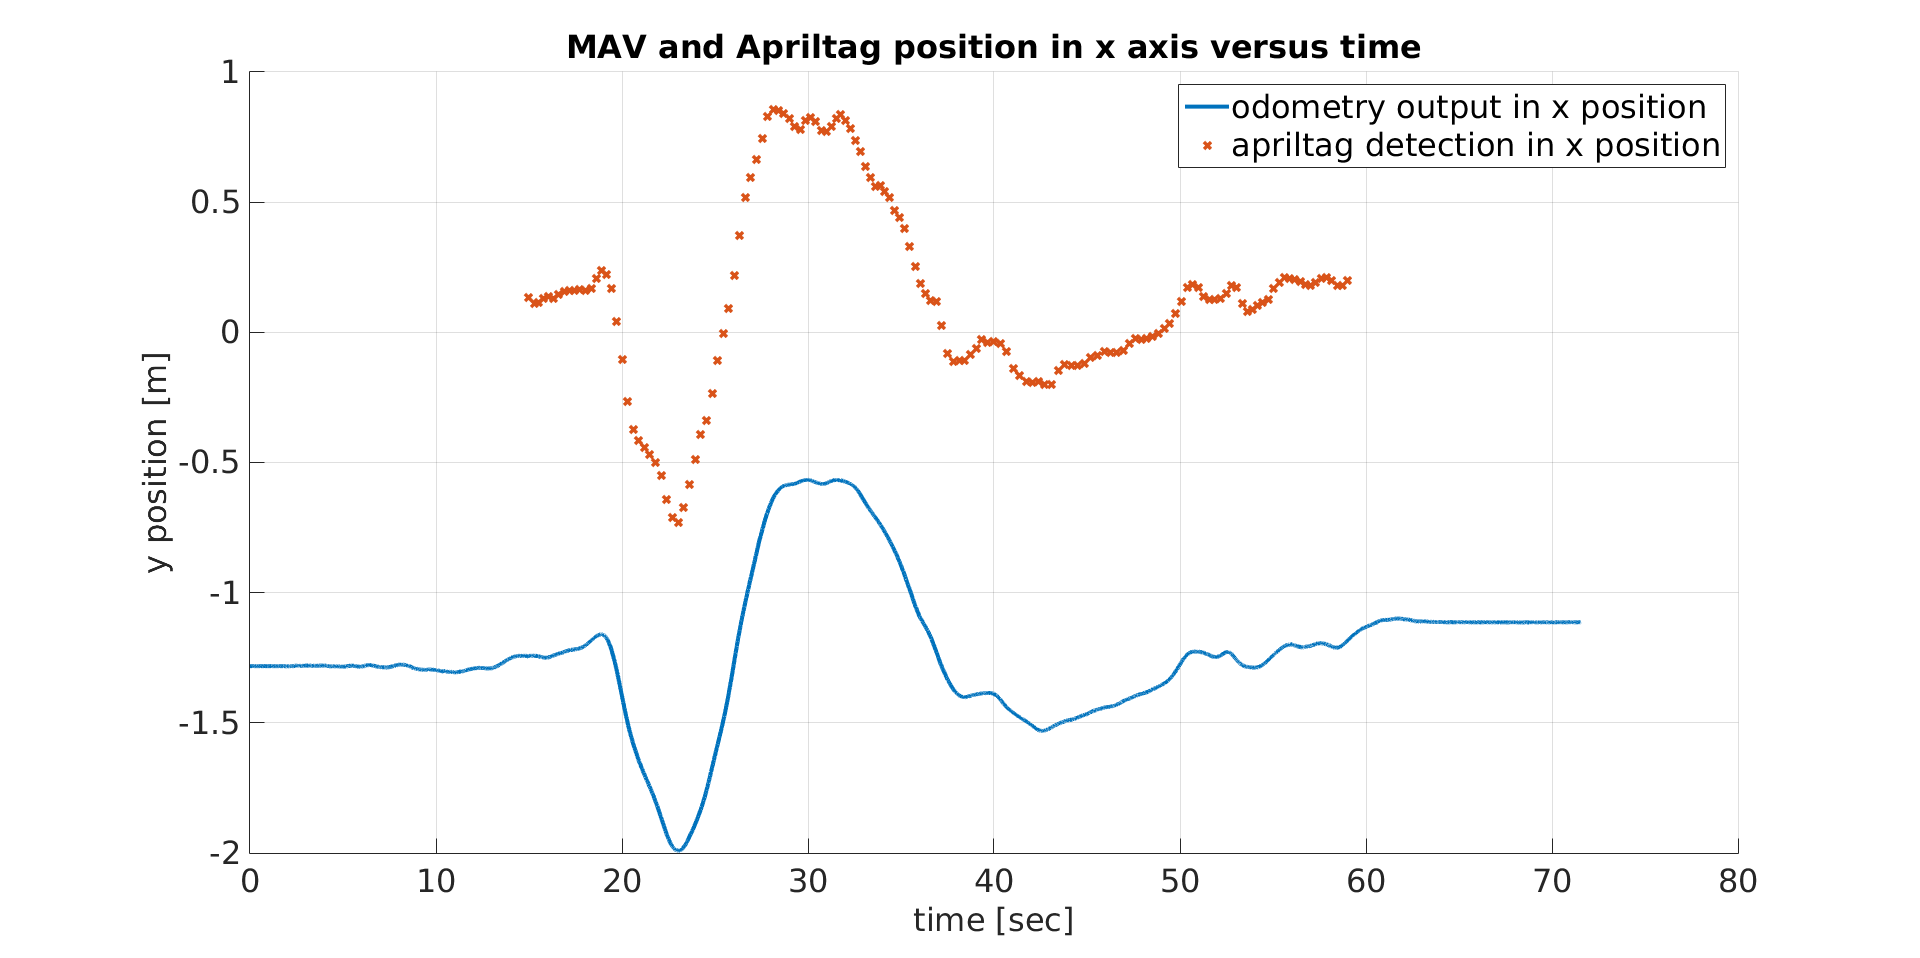 MAV and Apriltag position in x axis versus time
odometry output in x position
apriltag detection in x position
y position [m]
1
0.5
0
-0.5
-1
-1.5
-2
0 10 20 30 40 50 60 70 80
time [sec]